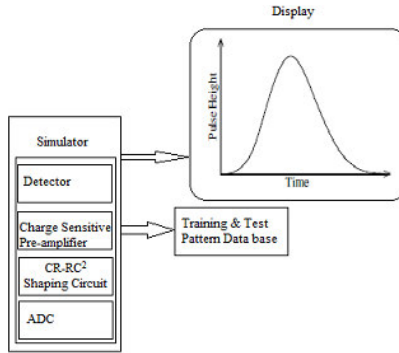 Display
Pulse Height
Time
Simulator
Detector
Charge Sensitive
Pre-amplifier
CR-RC²
Shaping Circuit
ADC
Training & Test
Pattern Data base